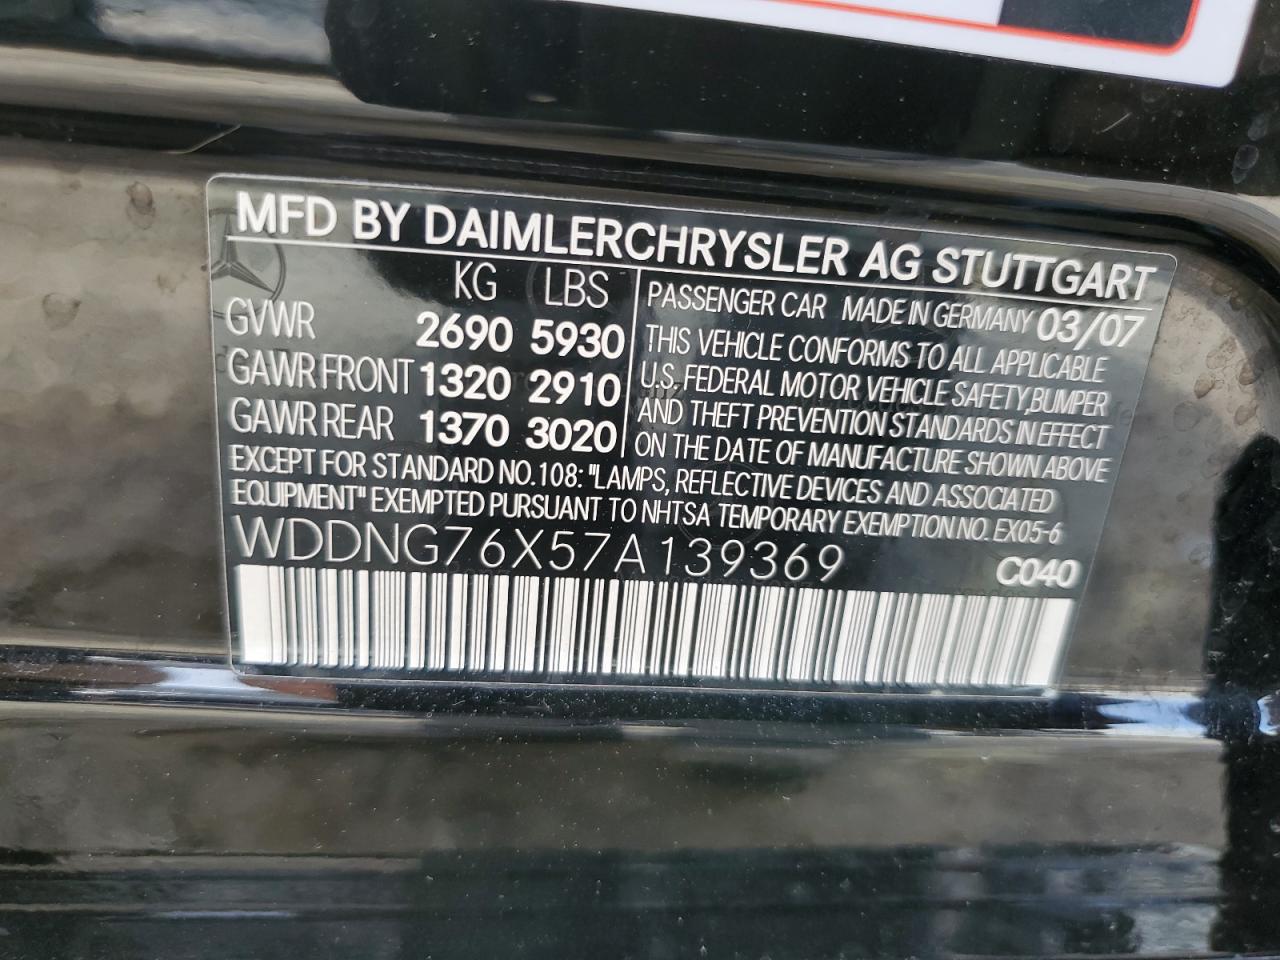 MFD BY DAIMLERCHRYSLER AG STUTTGART
KG LBS
GVWR 2690 5930
GAWR FRONT 1320 2910
GAWR REAR 1370 3020
PASSENGER CAR MADE IN GERMANY 03/07
THIS VEHICLE CONFORMS TO ALL APPLICABLE
U.S. FEDERAL MOTOR VEHICLE SAFETY, BUMPER
AND THEFT PREVENTION STANDARDS IN EFFECT
ON THE DATE OF MANUFACTURE SHOWN ABOVE
EXCEPT FOR STANDARD NO. 108: "LAMPS, REFLECTIVE DEVICES AND ASSOCIATED
EQUIPMENT" EXEMPTED PURSUANT TO NHTSA TEMPORARY EXEMPTION NO. EX05-6
WDDNG76X57A139369 C040